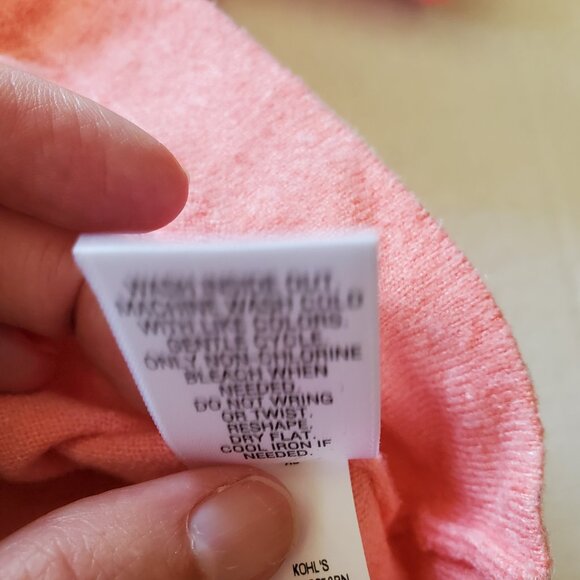 WASH INSIDE OUT
MACHINE WASH COLD
WITH LIKE COLORS.
GENTLE CYCLE
ONLY NON-CHLORINE
BLEACH WHEN
NEEDED
DO NOT WRING
OR TWIST.
RESHAPE.
DRY FLAT.
COOL IRON IF
NEEDED.
KOHL'S